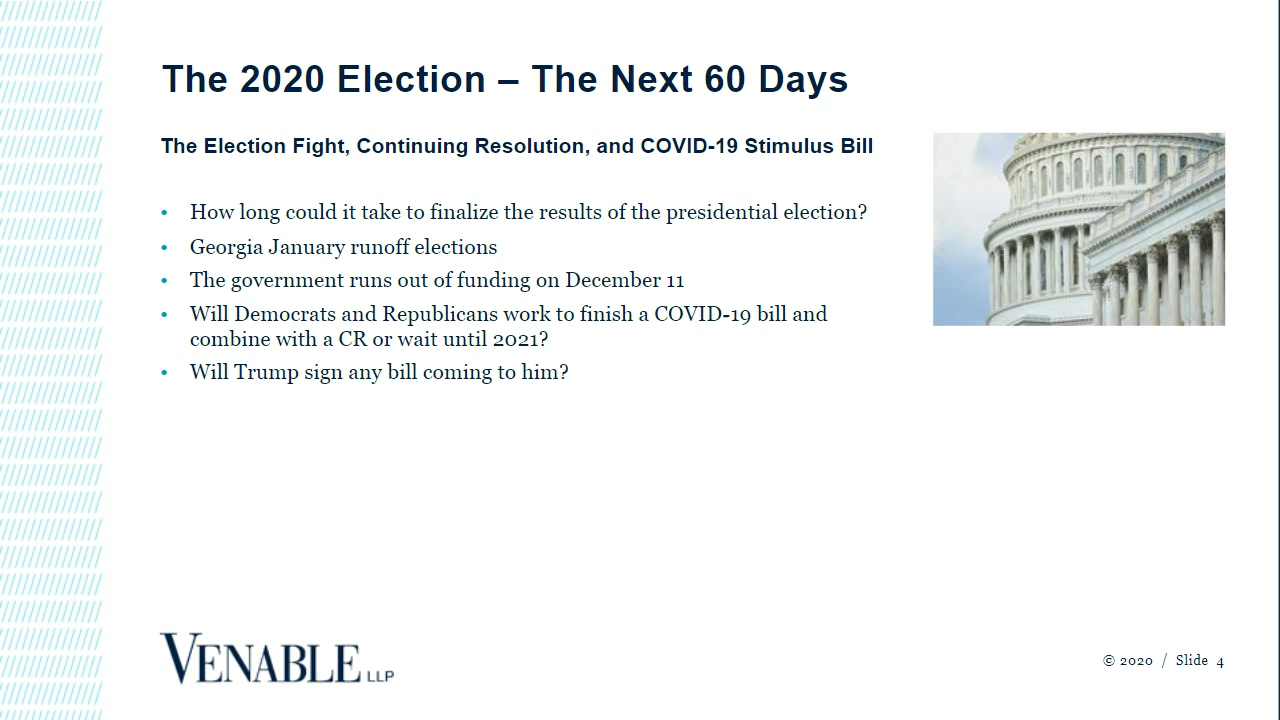 The 2020 Election – The Next 60 Days
The Election Fight, Continuing Resolution, and COVID-19 Stimulus Bill
• How long could it take to finalize the results of the presidential election?
• Georgia January runoff elections
• The government runs out of funding on December 11
• Will Democrats and Republicans work to finish a COVID-19 bill and
combine with a CR or wait until 2021?
• Will Trump sign any bill coming to him?
VENABLE LLP
© 2020 / Slide 4